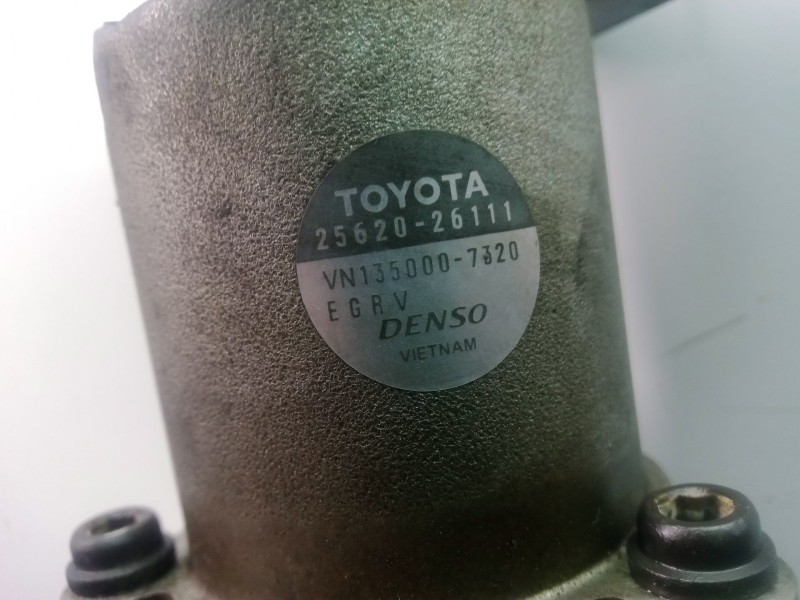 TOYOTA
25620-26111
VN135000-7320
EGRV
DENSO
VIETNAM